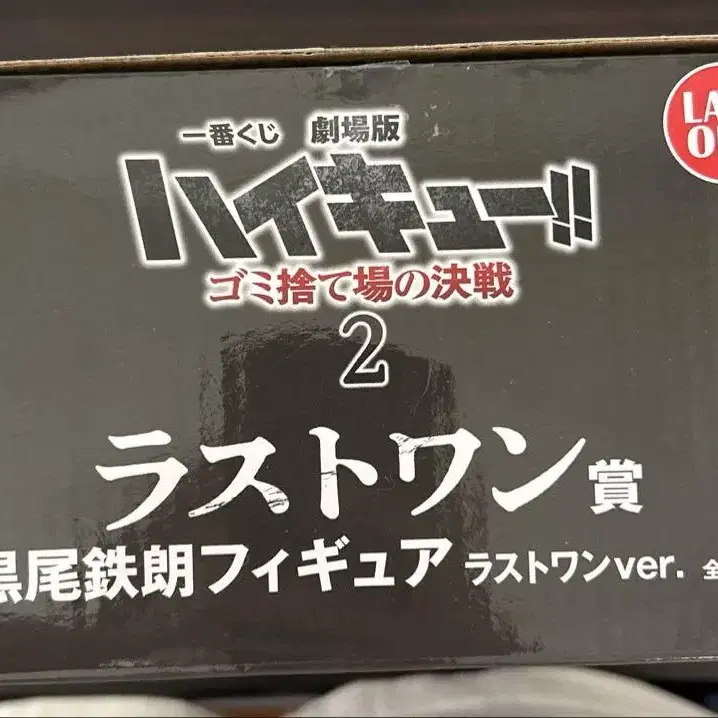 一番くじ 劇場版
ハイキュー!!
ゴミ捨て場の決戦
2
ラストワン賞
黒尾鉄朗フィギュア ラストワンver. 全
LA
O